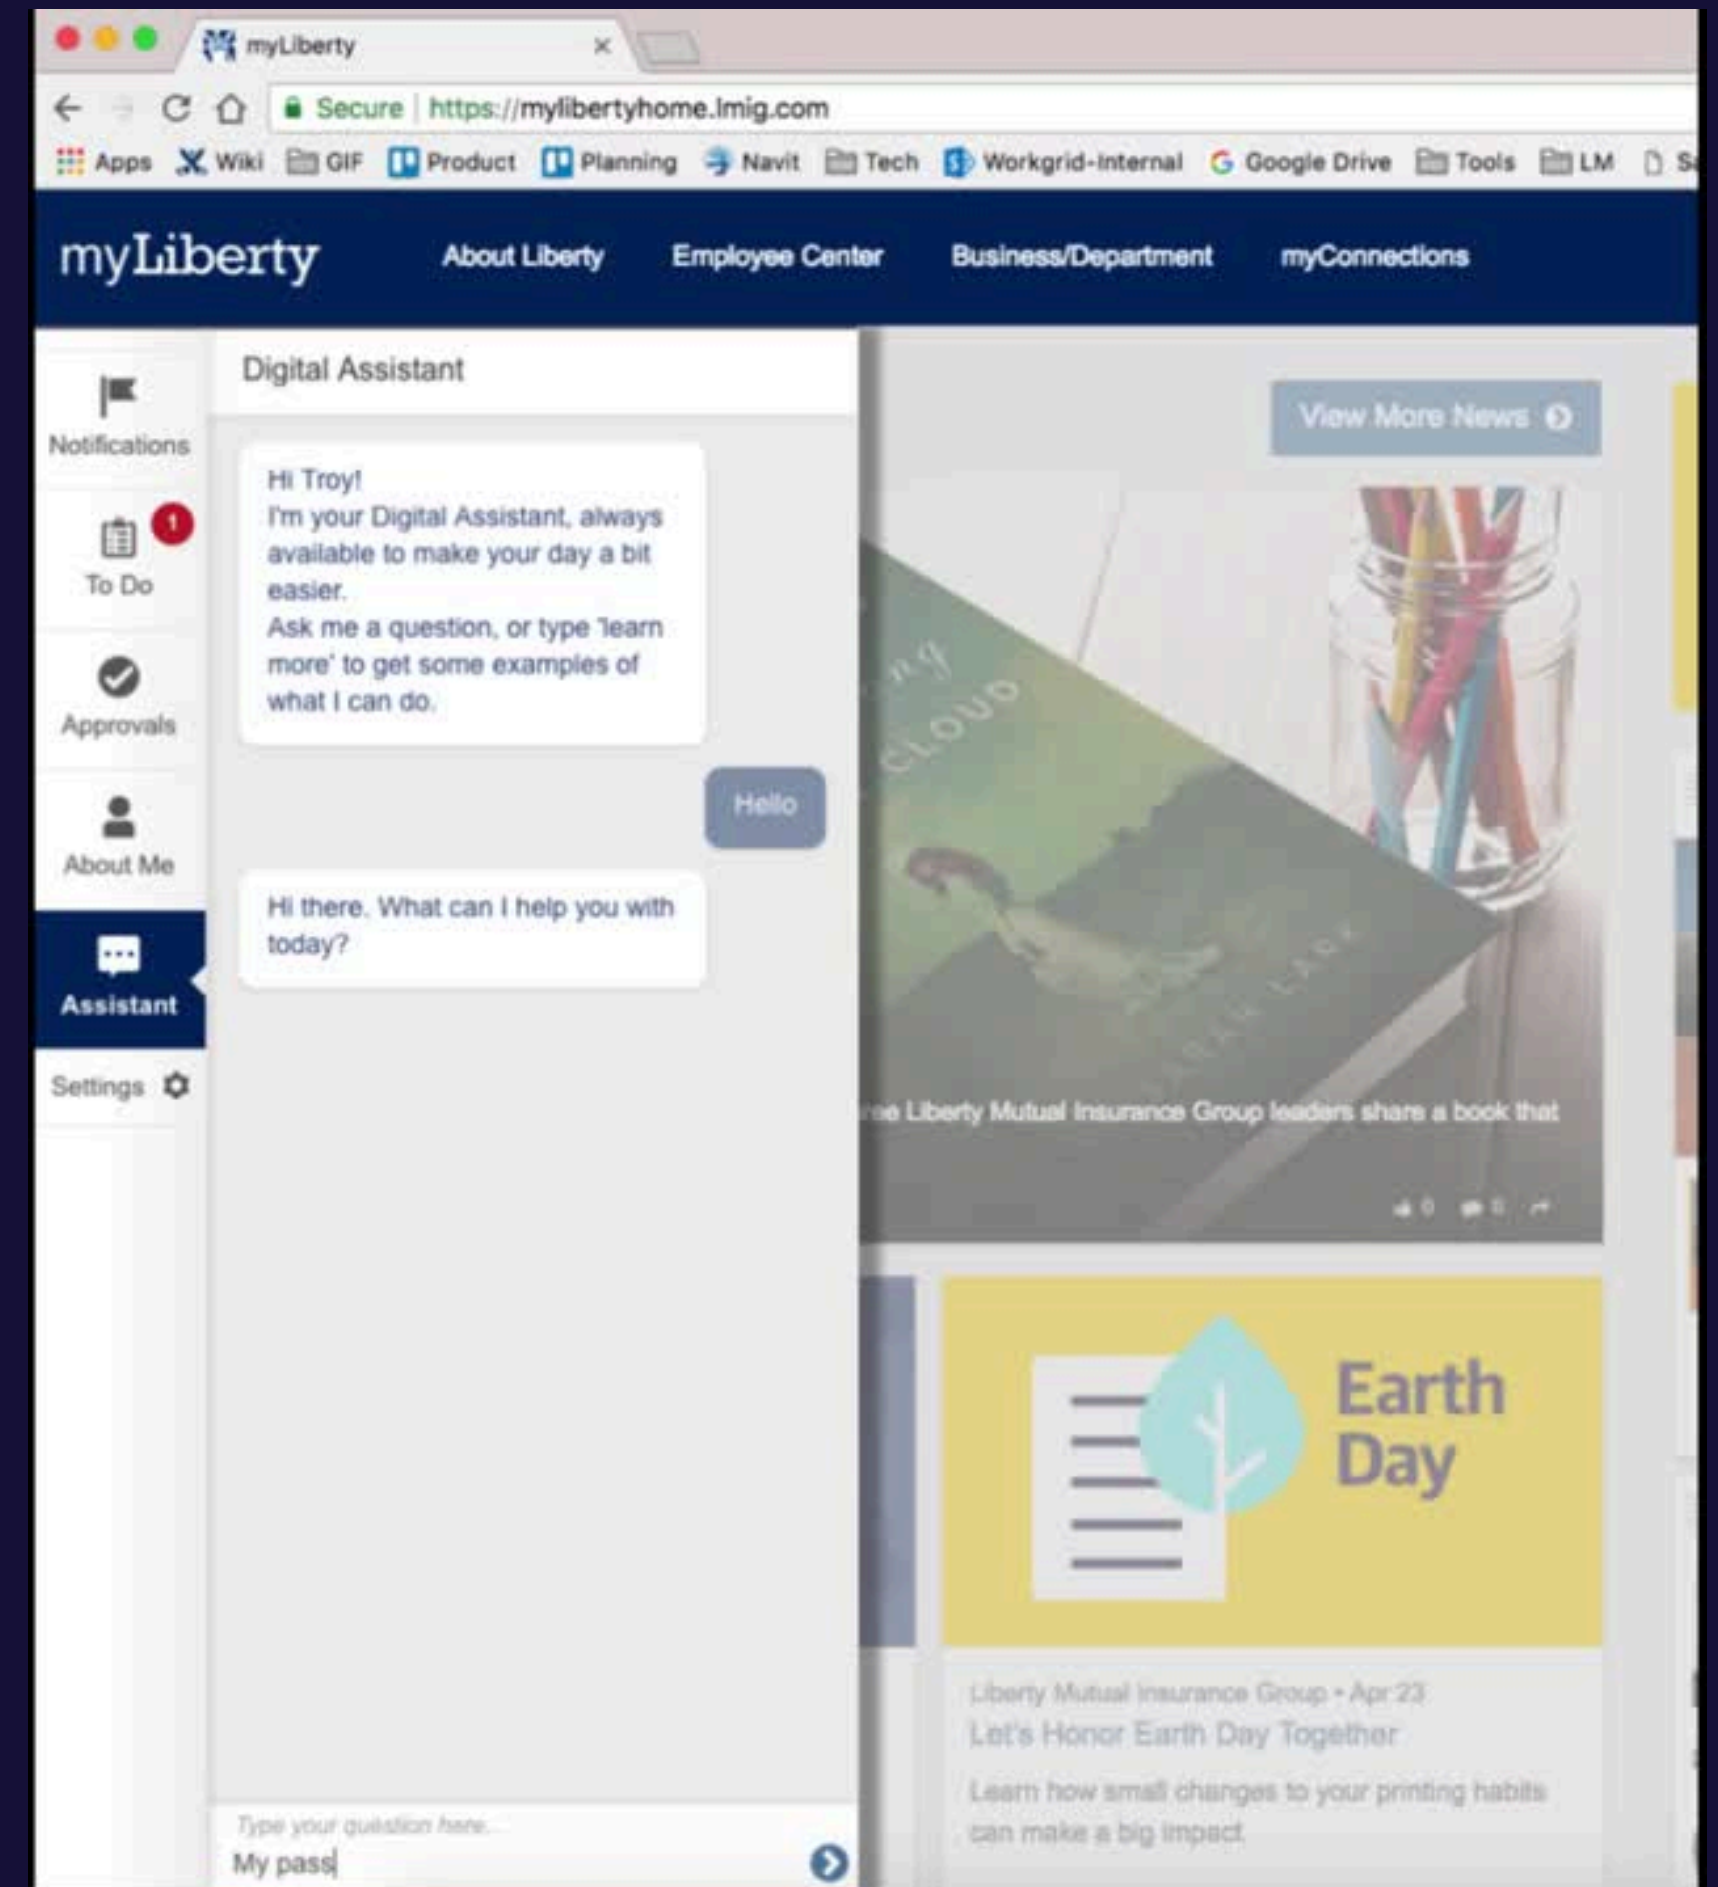 myLiberty
Secure https://mylibertyhome.lmig.com
Apps Wiki GIF Product Planning Navit Tech Workgrid-Internal Google Drive Tools LM
myLiberty About Liberty Employee Center Business/Department myConnections
Notifications
1
To Do
Approvals
About Me
Assistant
Settings
Digital Assistant
Hi Troy!
I'm your Digital Assistant, always
available to make your day a bit
easier.
Ask me a question, or type 'learn
more' to get some examples of
what I can do.
Hello
Hi there. What can I help you with
today?
Type your question here...
My pass
View More News
CLOUD
SARAH LARK
Liberty Mutual Insurance Group leaders share a book that
0 0
Earth
Day
Liberty Mutual Insurance Group • Apr 23
Let's Honor Earth Day Together
Learn how small changes to your printing habits
can make a big impact.